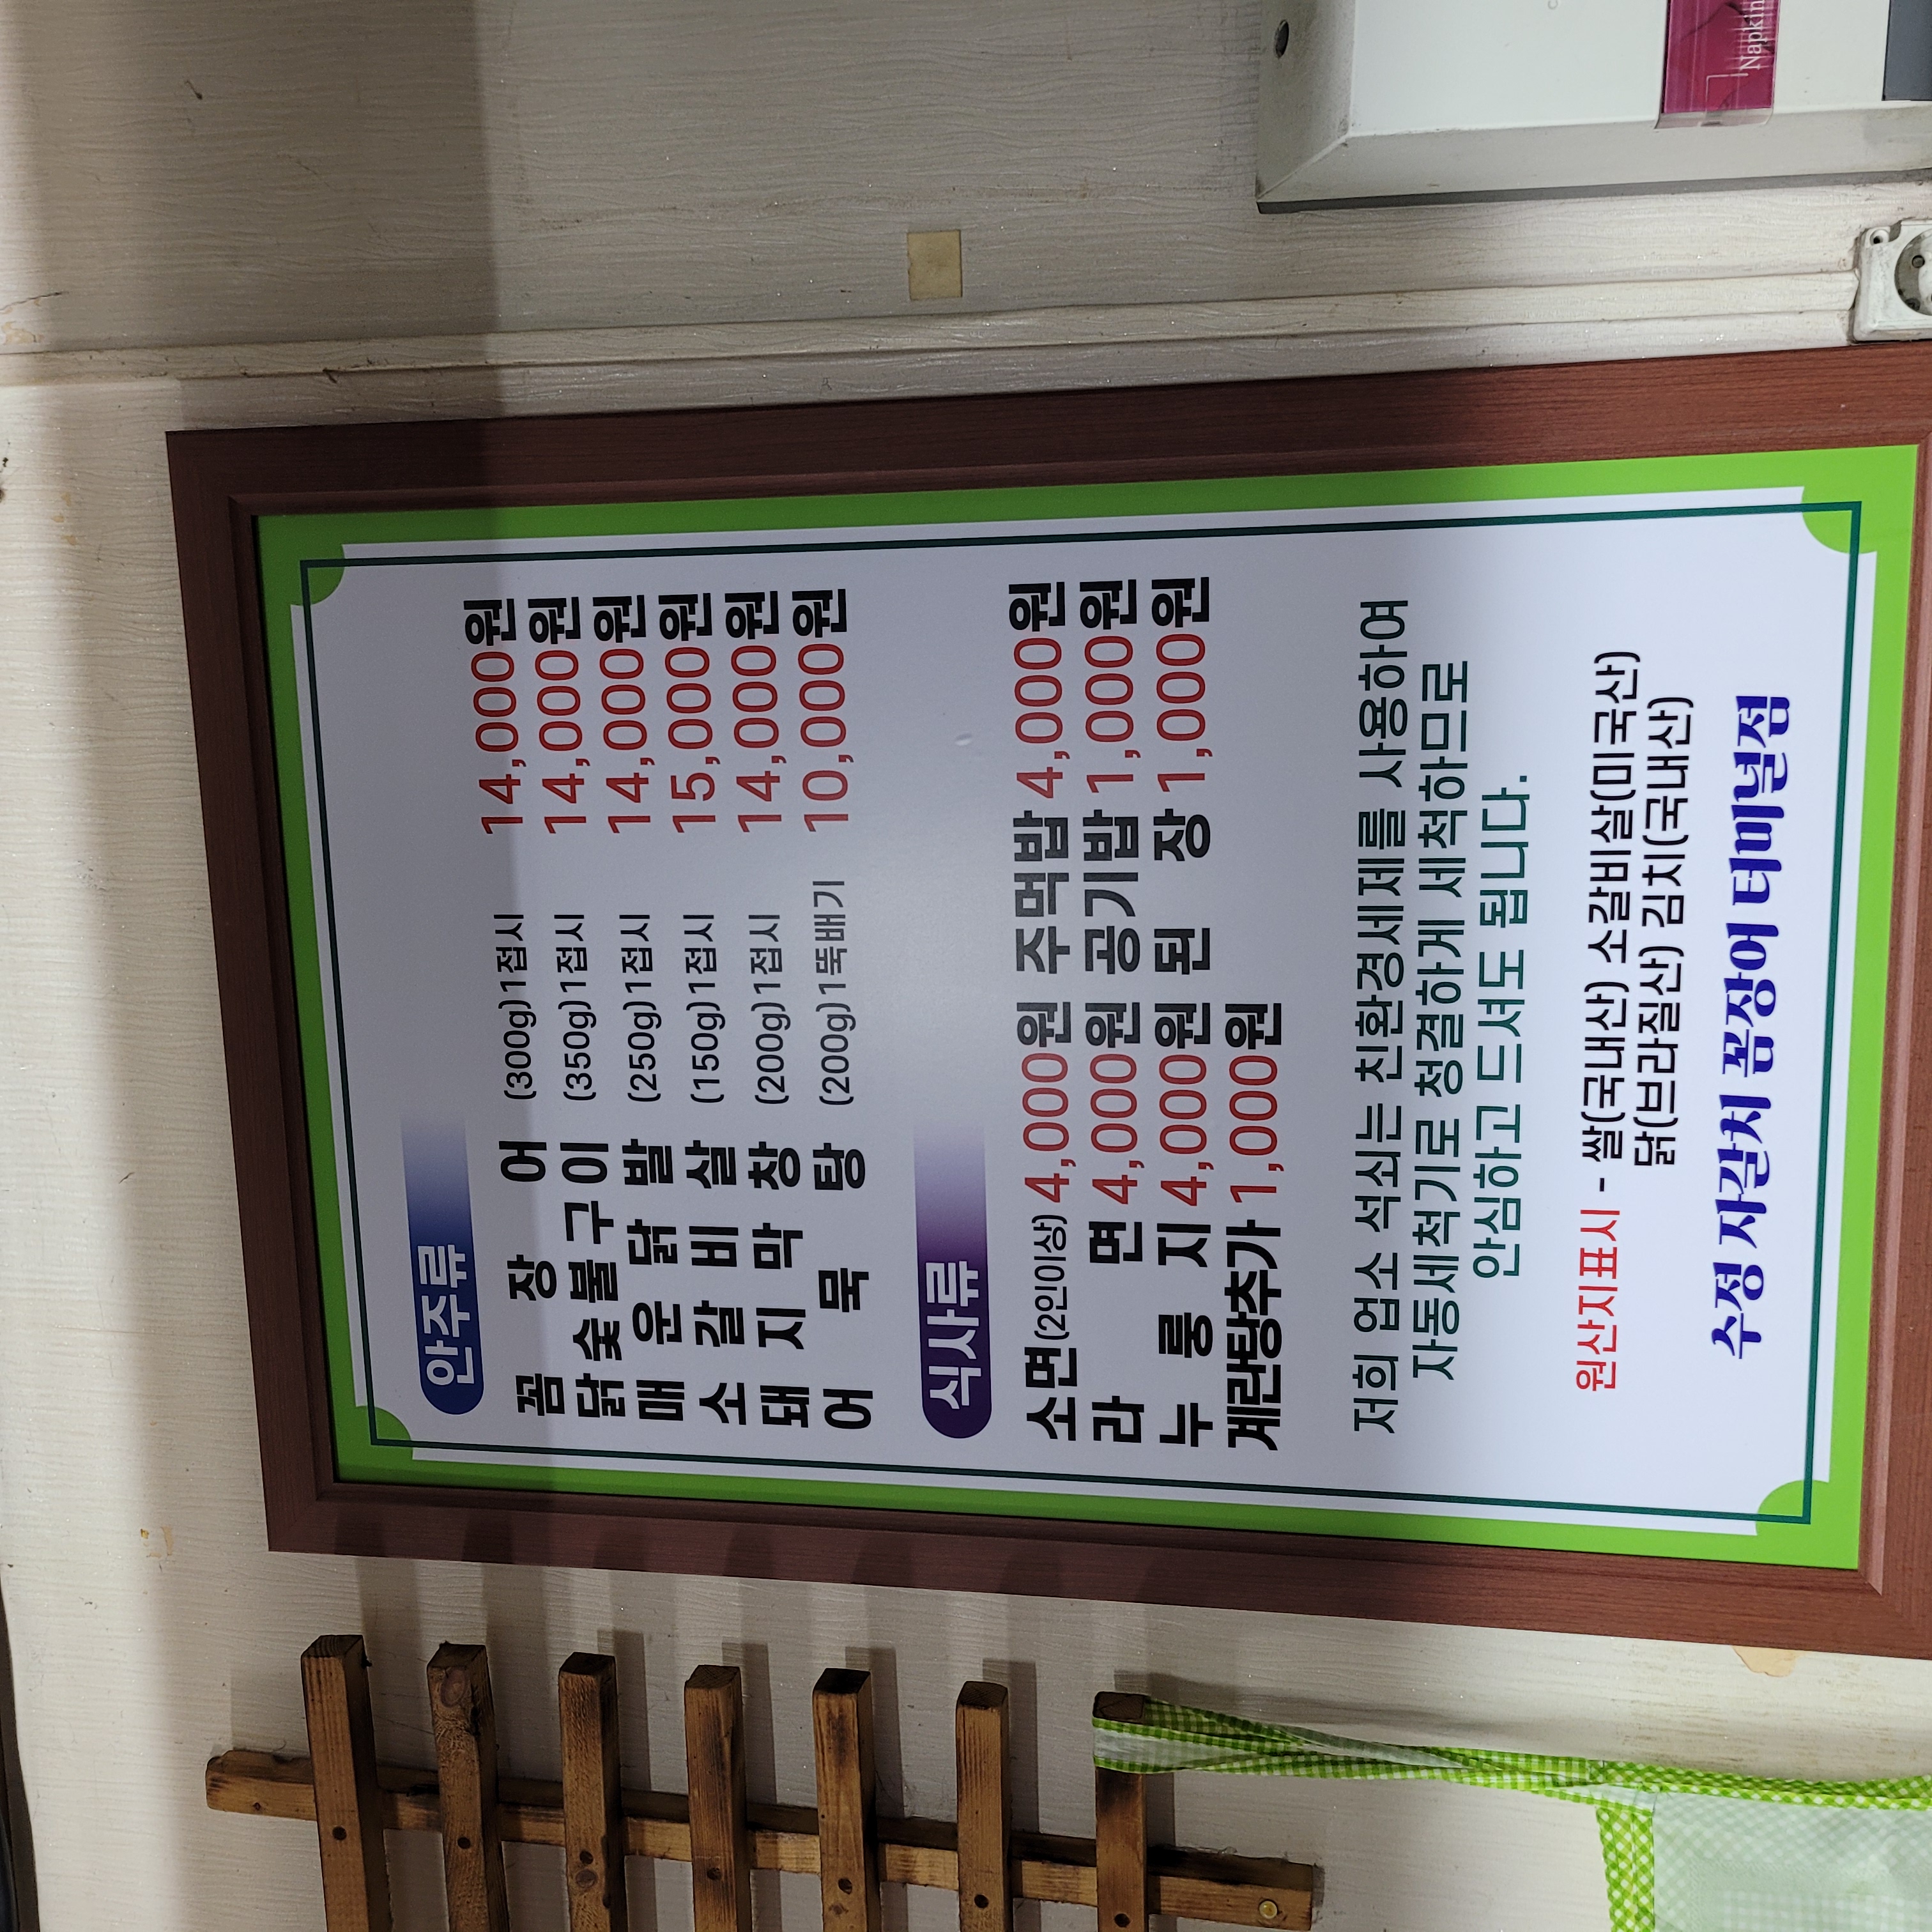 안주류
꼼 장 어 (300g)1접시 14,000원
닭 숯 불 구 이 (350g)1접시 14,000원
매 운 닭 발 (250g)1접시 14,000원
소 갈 비 살 (150g)1접시 15,000원
돼 지 막 창 (200g)1접시 14,000원
어 묵 탕 (200g)1뚝배기 10,000원
식사류
소면(2인이상) 4,000원 주먹밥 4,000원
라 면 4,000원 공기밥 1,000원
누 룽 지 4,000원 된 장 1,000원
계란탕추가 1,000원
저희 업소 석쇠는 친환경세제를 사용하여
자동세척기로 청결하게 세척하므로
안심하고 드셔도 됩니다.
원산지표시 - 쌀(국내산) 소갈비살(미국산)
닭(브라질산) 김치(국내산)
수정 자갈치 꼼장어 터미널점
Napkin